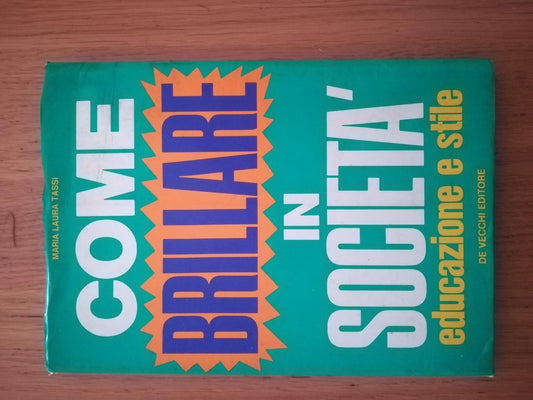 MARIA LAURA TASSI
COME
BRILLARE
IN
SOCIETA'
educazione e stile
DE VECCHI EDITORE